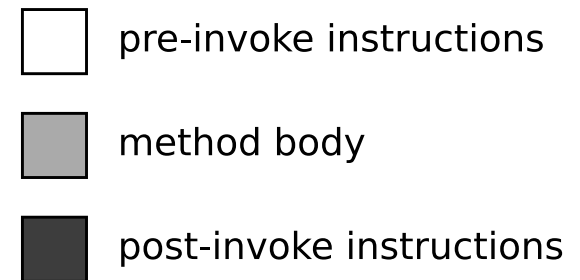 pre-invoke instructions
method body
post-invoke instructions